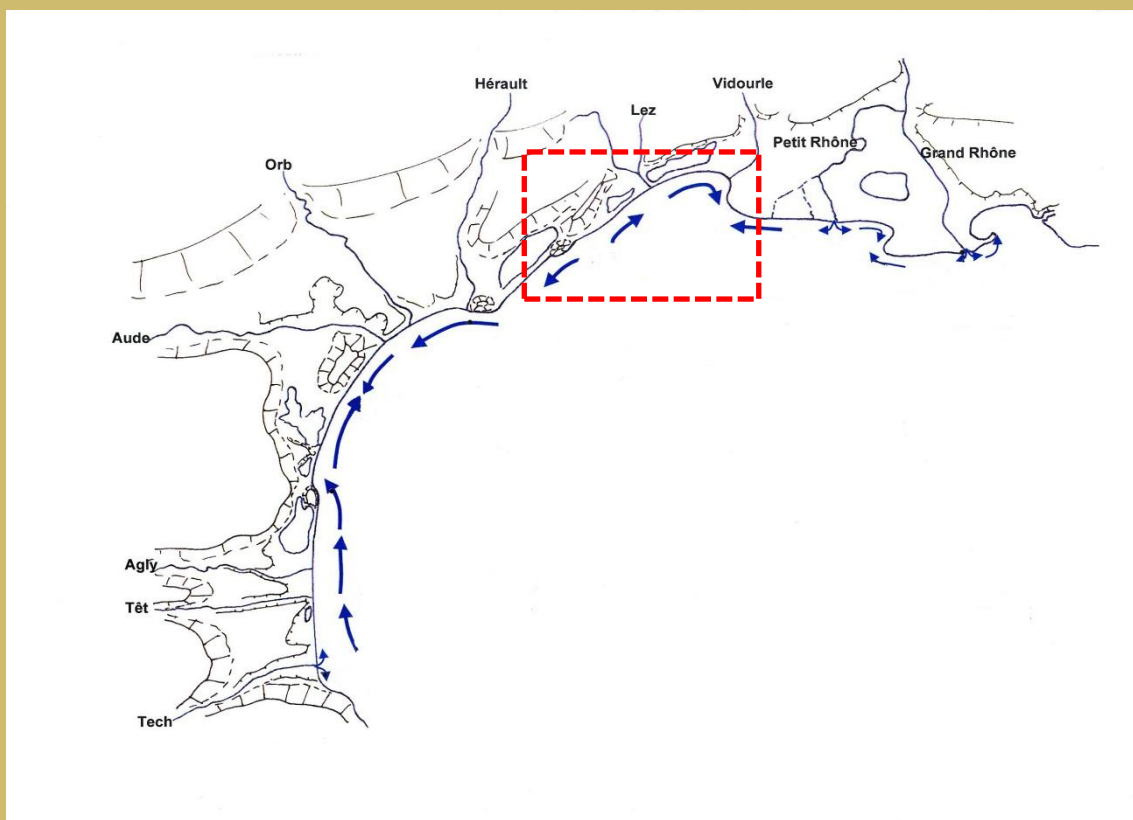 Hérault
Vidourle
Lez
Petit Rhône
Grand Rhône
Orb
Aude
Agly
Têt
Tech